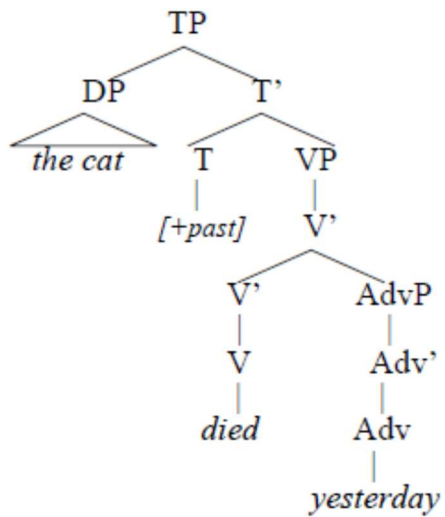 TP
DP T’
the cat T VP
[+past] V’
V’ AdvP
V Adv’
died Adv
yesterday